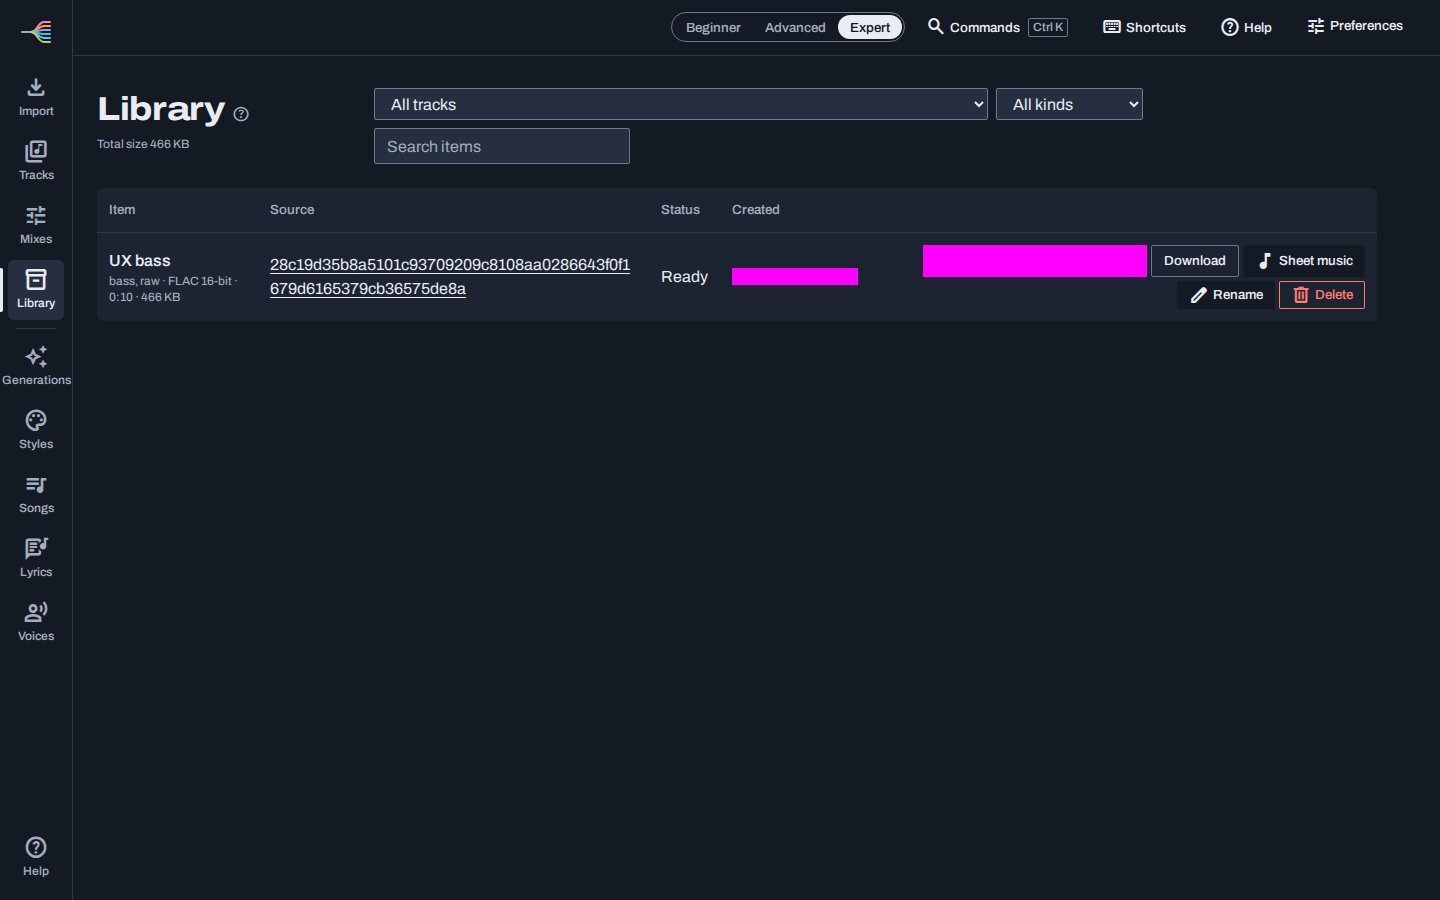 Beginner Advanced Expert Commands Ctrl K Shortcuts Help Preferences
Import
Tracks
Mixes
Library
Generations
Styles
Songs
Lyrics
Voices
Help
Library
Total size 466 KB
All tracks
All kinds
Search items
Item Source Status Created
UX bass
bass, raw · FLAC 16-bit ·
0:10 · 466 KB
28c19d35b8a5101c93709209c8108aa0286643f0f1
679d6165379cb36575de8a
Ready
Download
Sheet music
Rename
Delete